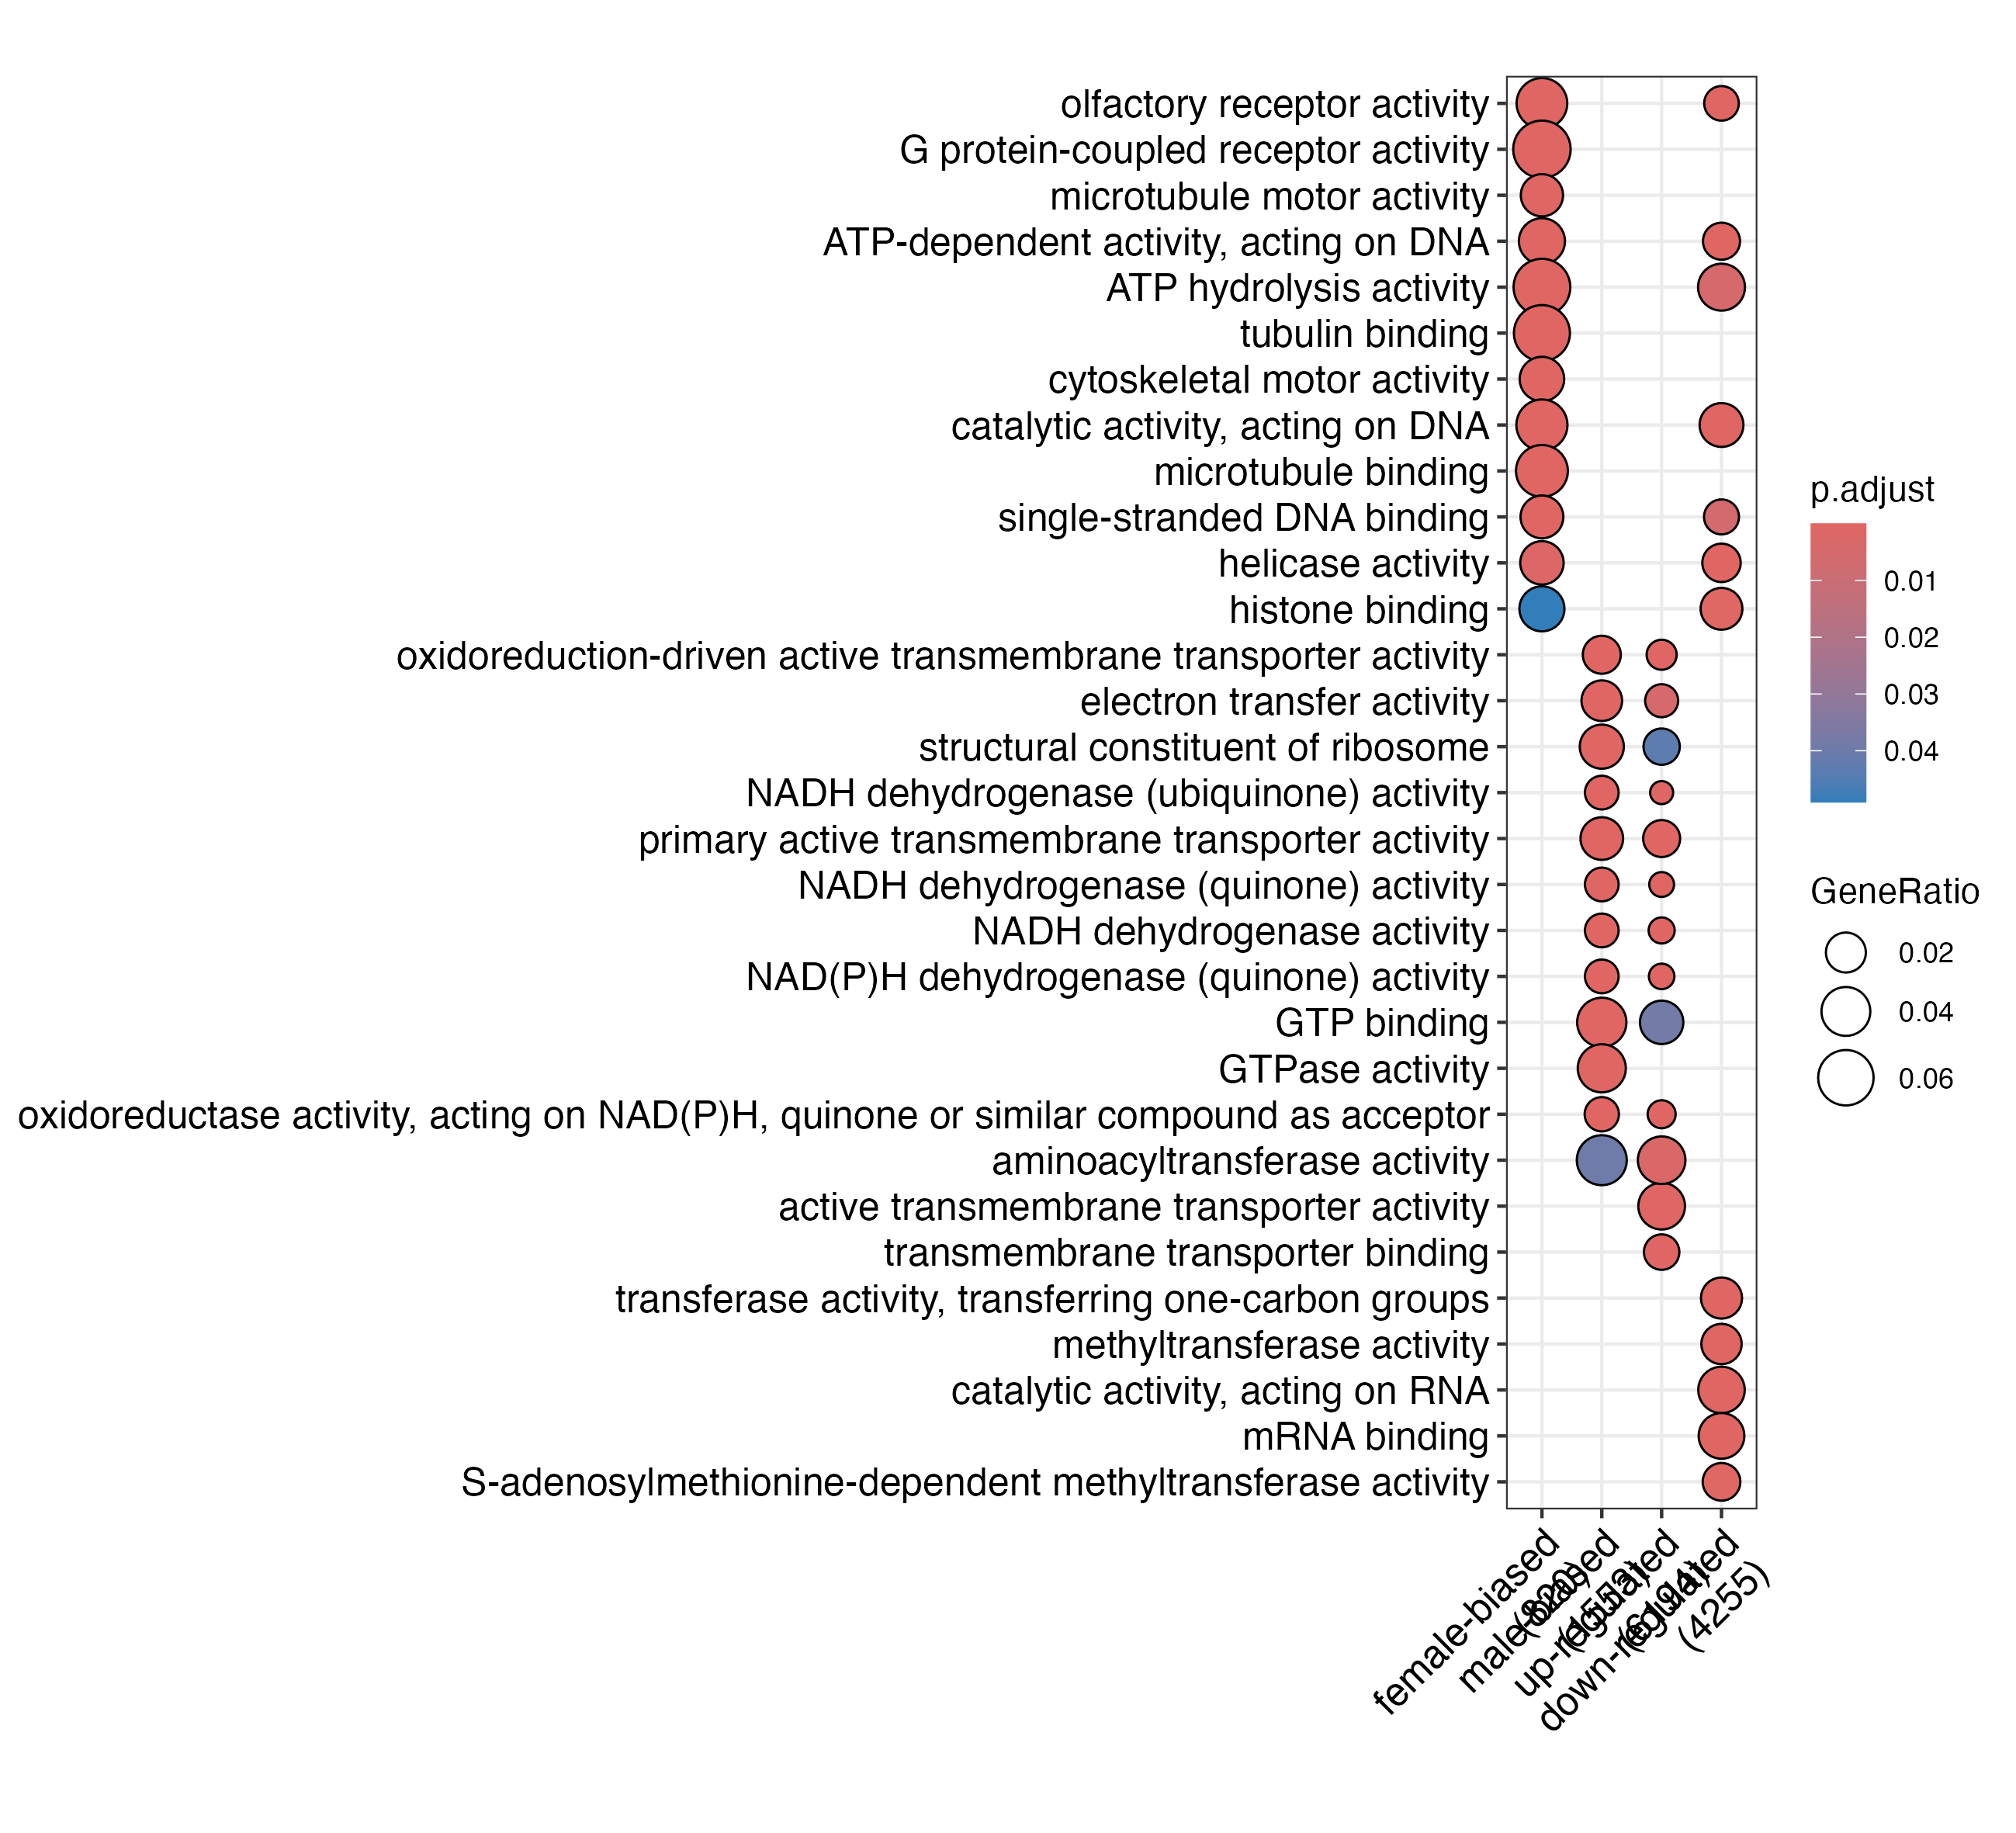 olfactory receptor activity
G protein-coupled receptor activity
microtubule motor activity
ATP-dependent activity, acting on DNA
ATP hydrolysis activity
tubulin binding
cytoskeletal motor activity
catalytic activity, acting on DNA
microtubule binding
single-stranded DNA binding
helicase activity
histone binding
oxidoreduction-driven active transmembrane transporter activity
electron transfer activity
structural constituent of ribosome
NADH dehydrogenase (ubiquinone) activity
primary active transmembrane transporter activity
NADH dehydrogenase (quinone) activity
NADH dehydrogenase activity
NAD(P)H dehydrogenase (quinone) activity
GTP binding
GTPase activity
oxidoreductase activity, acting on NAD(P)H, quinone or similar compound as acceptor
aminoacyltransferase activity
active transmembrane transporter activity
transmembrane transporter binding
transferase activity, transferring one-carbon groups
methyltransferase activity
catalytic activity, acting on RNA
mRNA binding
S-adenosylmethionine-dependent methyltransferase activity
female-biased
male-biased
up-regulated
down-regulated
(4255)
p.adjust
0.01
0.02
0.03
0.04
GeneRatio
0.02
0.04
0.06